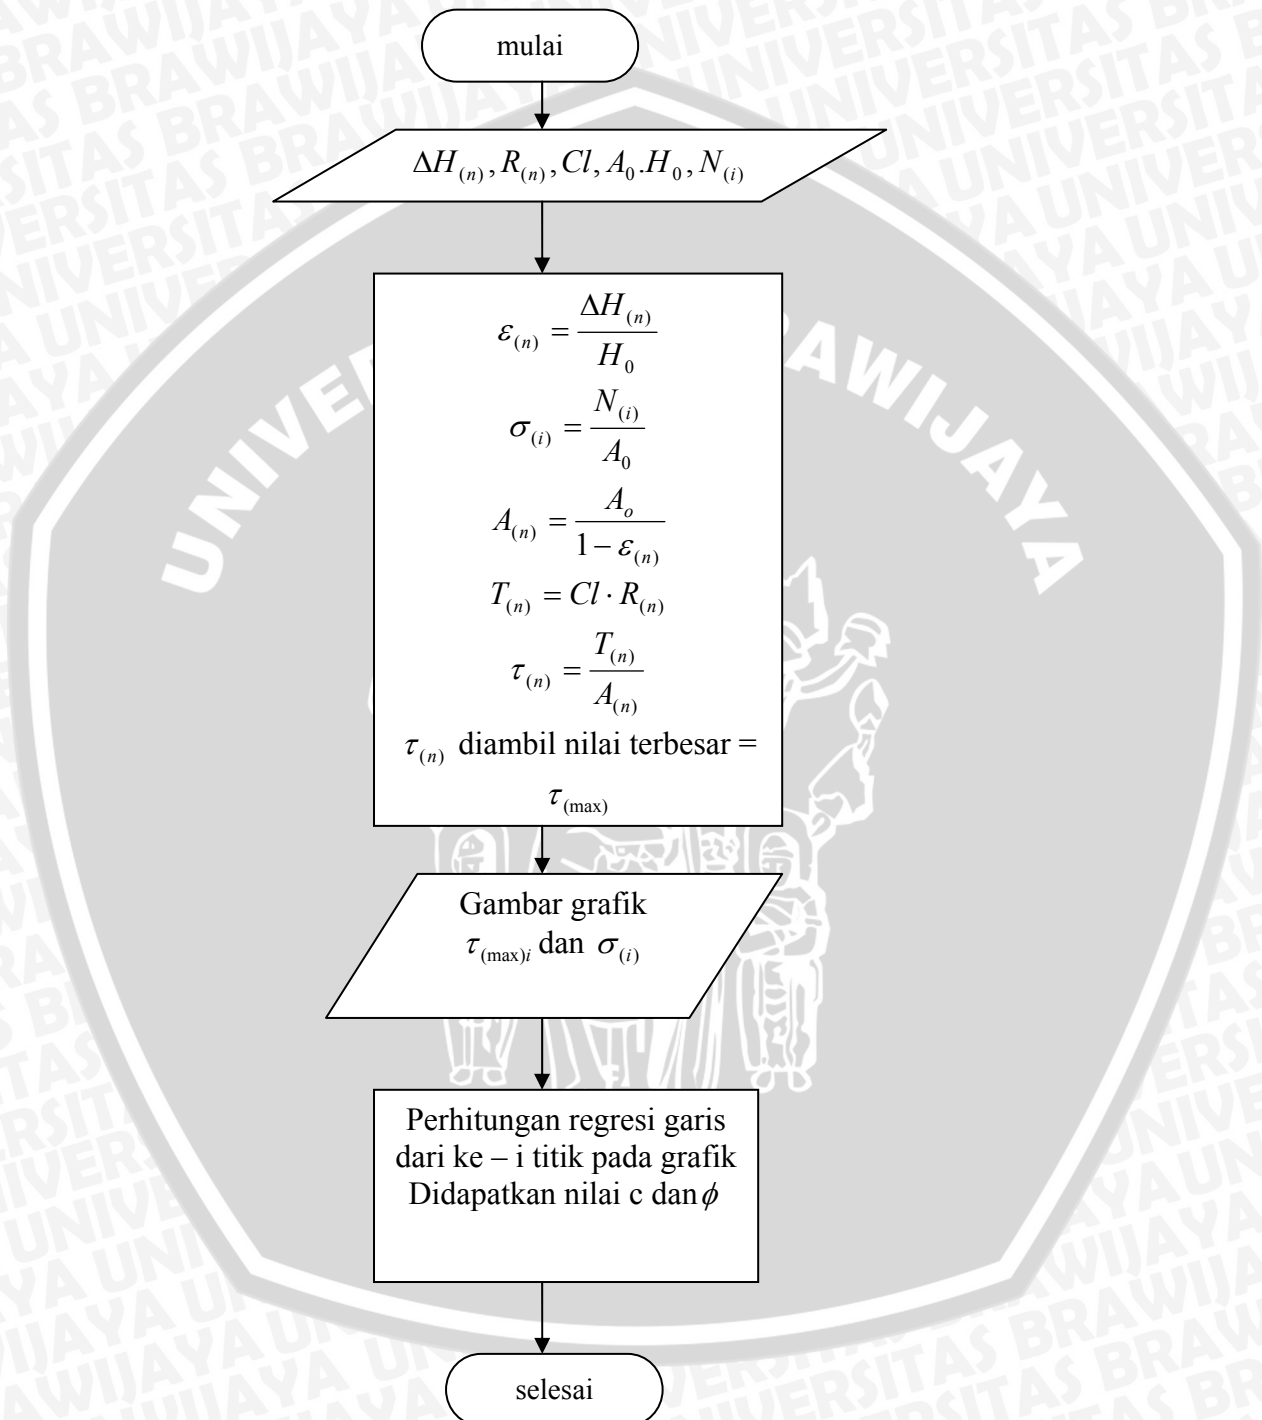 mulai
ΔH₍ₙ₎, R₍ₙ₎, Cl, A₀.H₀, N₍ᵢ₎
ε₍ₙ₎ = ΔH₍ₙ₎ / H₀
σ₍ᵢ₎ = N₍ᵢ₎ / A₀
A₍ₙ₎ = Aₒ / 1 − ε₍ₙ₎
T₍ₙ₎ = Cl · R₍ₙ₎
τ₍ₙ₎ = T₍ₙ₎ / A₍ₙ₎
τ₍ₙ₎ diambil nilai terbesar =
τ(max)
Gambar grafik
τ(max)i dan σ₍ᵢ₎
Perhitungan regresi garis
dari ke – i titik pada grafik
Didapatkan nilai c dan ϕ
selesai